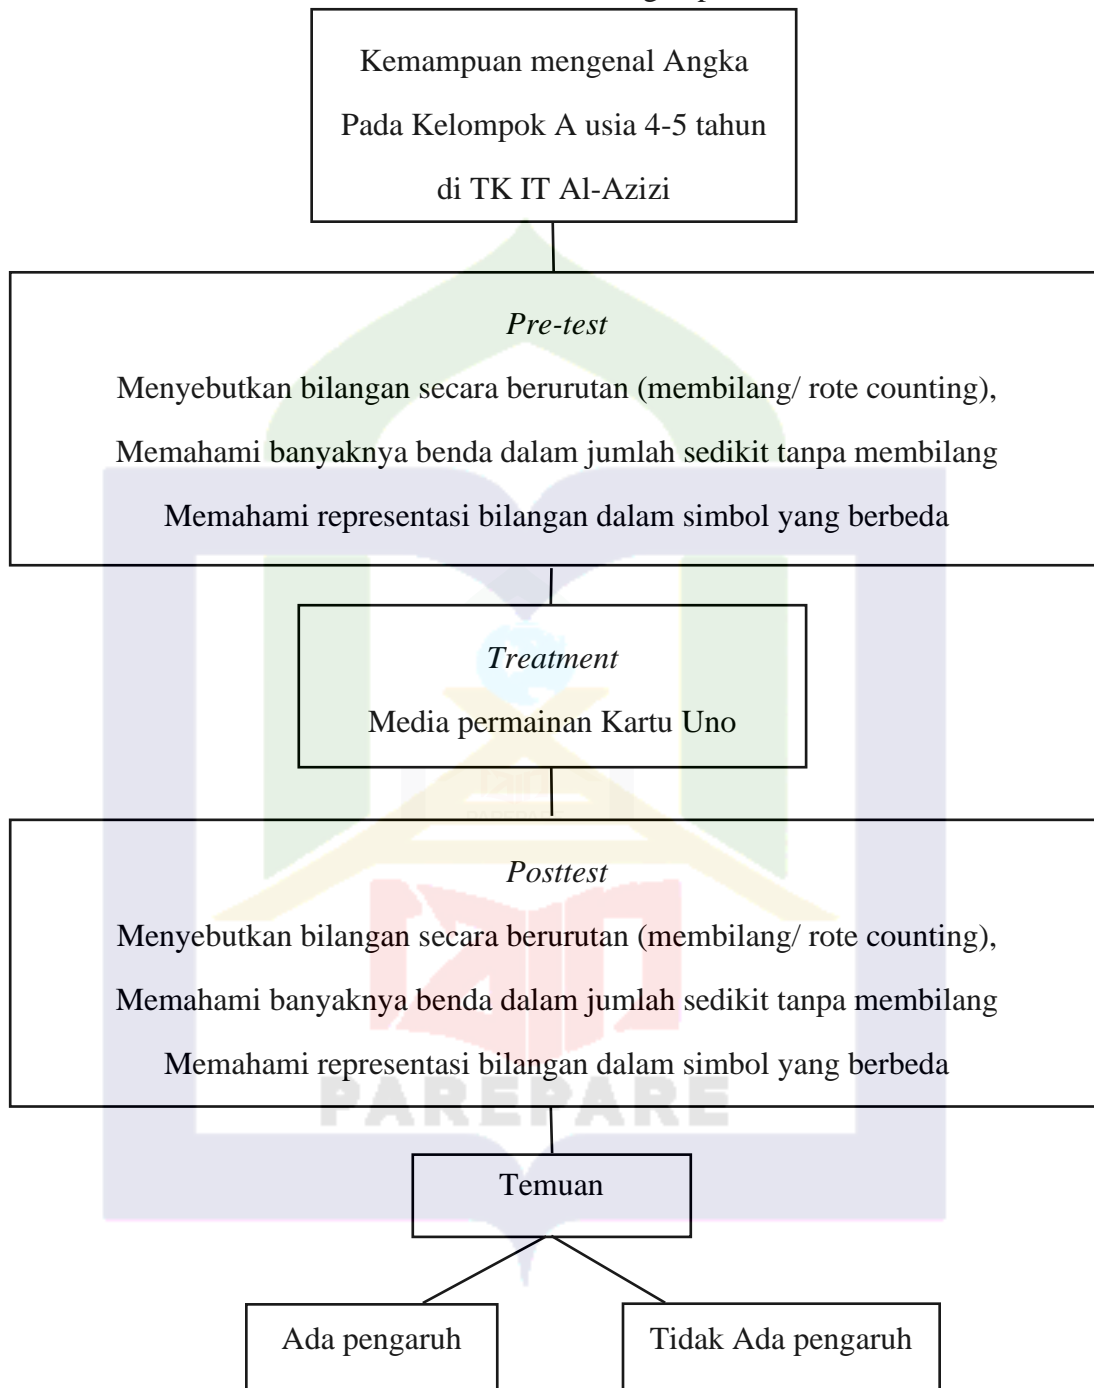 Kemampuan mengenal Angka
Pada Kelompok A usia 4-5 tahun
di TK IT Al-Azizi
Pre-test
Menyebutkan bilangan secara berurutan (membilang/ rote counting),
Memahami banyaknya benda dalam jumlah sedikit tanpa membilang
Memahami representasi bilangan dalam simbol yang berbeda
Treatment
Media permainan Kartu Uno
PAREPARE
Posttest
Menyebutkan bilangan secara berurutan (membilang/ rote counting),
Memahami banyaknya benda dalam jumlah sedikit tanpa membilang
Memahami representasi bilangan dalam simbol yang berbeda
PAREPARE
Temuan
Ada pengaruh
Tidak Ada pengaruh